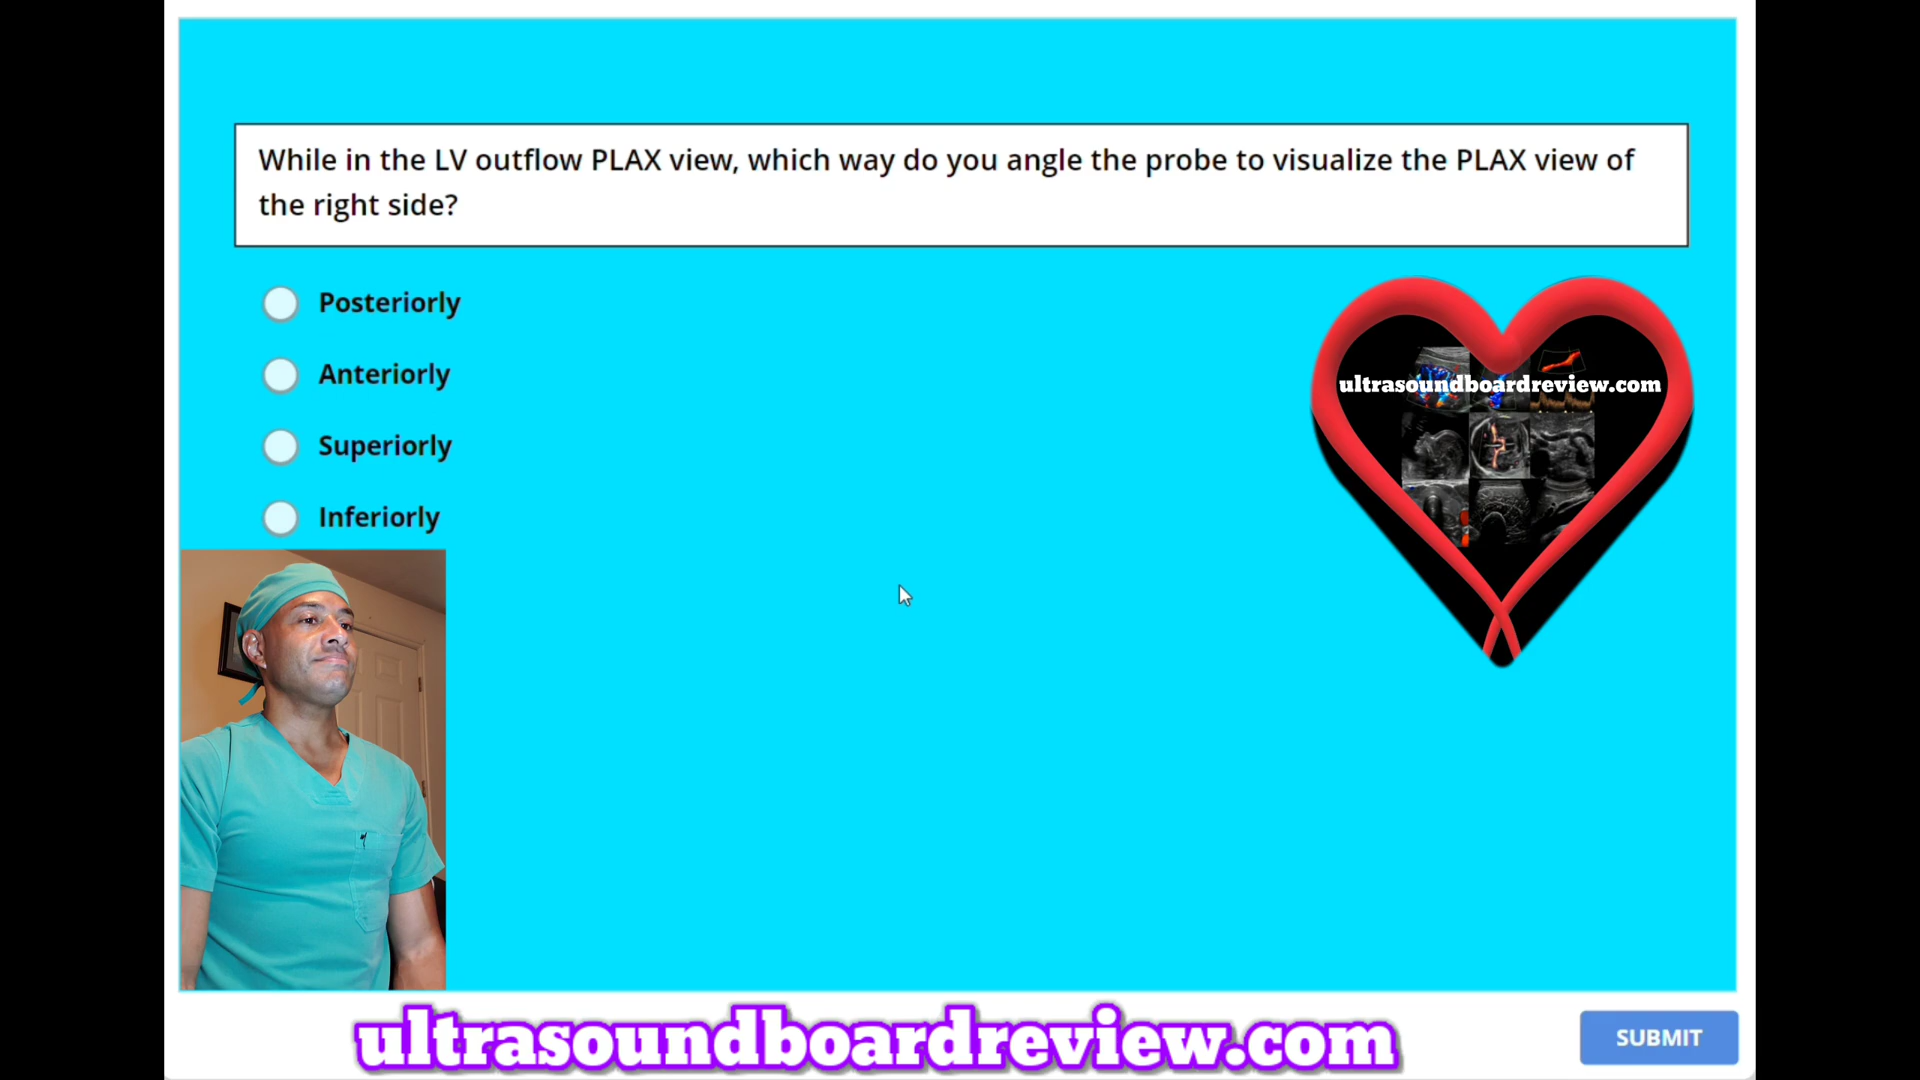 While in the LV outflow PLAX view, which way do you angle the probe to visualize the PLAX view of
the right side?
Posteriorly
Anteriorly
Superiorly
Inferiorly
ultrasoundboardreview.com
ultrasoundboardreview.com
SUBMIT